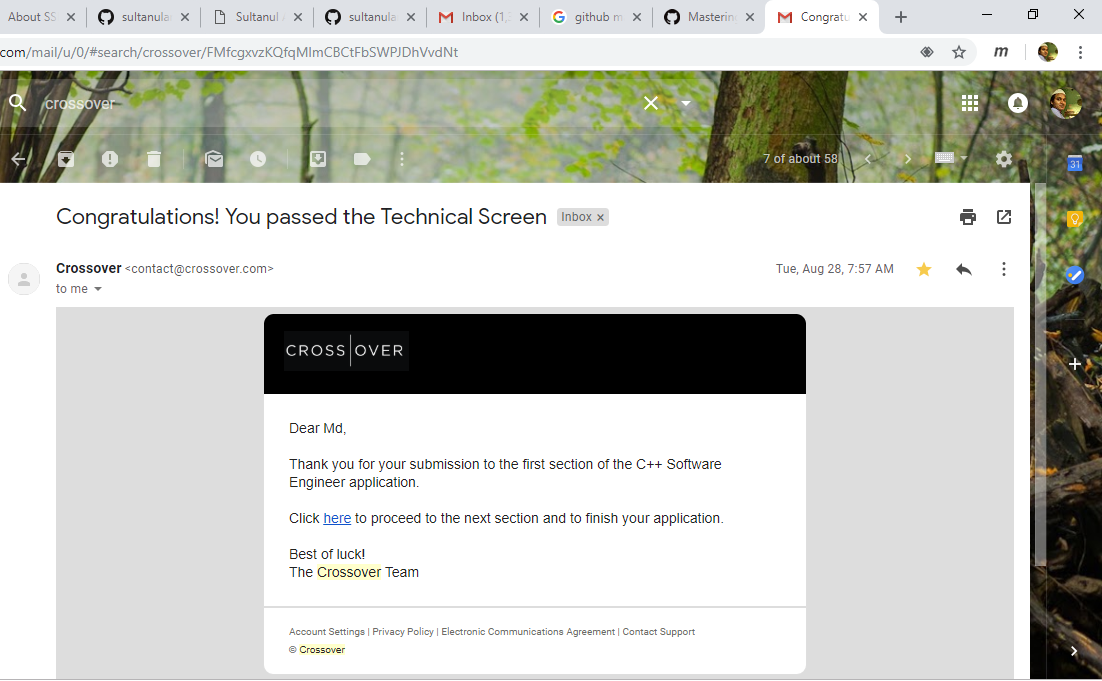 About SS
sultanula
Sultanul A
sultanula
Inbox (1,
github m
Mastering
Congratu
com/mail/u/0/#search/crossover/FMfcgxvzKQfqMlmCBCtFbSWPJDhVvdNt
m
crossover
7 of about 58
31
Congratulations! You passed the Technical Screen
Inbox x
Crossover <contact@crossover.com>
Tue, Aug 28, 7:57 AM
to me
CROSS|OVER
Dear Md,
Thank you for your submission to the first section of the C++ Software
Engineer application.
Click here to proceed to the next section and to finish your application.
Best of luck!
The Crossover Team
Account Settings | Privacy Policy | Electronic Communications Agreement | Contact Support
© Crossover